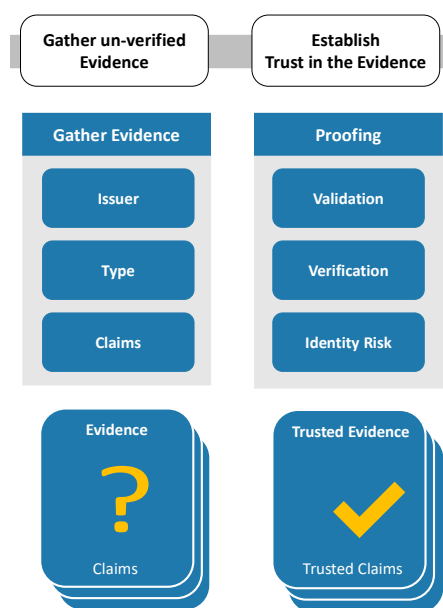 Gather un-verified
Evidence
Establish
Trust in the Evidence
Gather Evidence
Issuer
Type
Claims
Proofing
Validation
Verification
Identity Risk
Evidence
?
Claims
Trusted Evidence
Trusted Claims